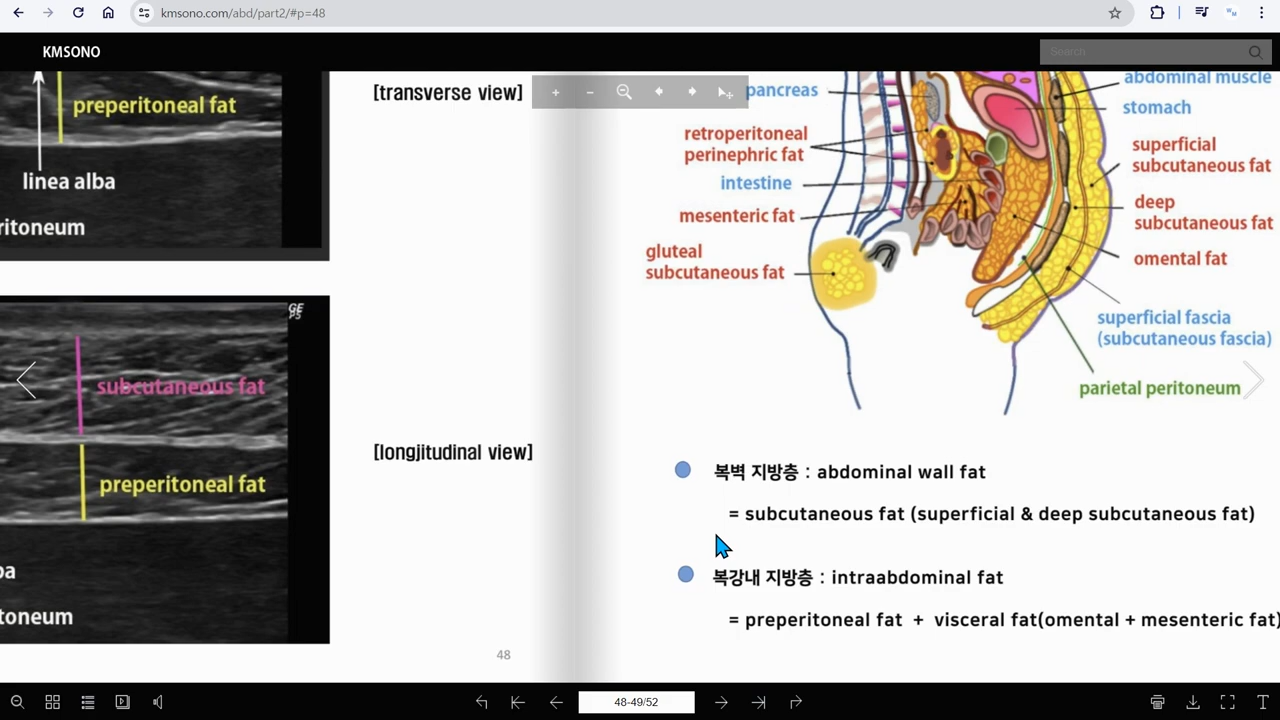 kmsono.com/abd/part2/#p=48
KMSONO
Search
preperitoneal fat
linea alba
ritoneum
[transverse view]
GE
subcutaneous fat
preperitoneal fat
ba
toneum
[longjitudinal view]
48
pancreas
retroperitoneal
perinephric fat
intestine
mesenteric fat
gluteal
subcutaneous fat
abdominal muscle
stomach
superficial
subcutaneous fat
deep
subcutaneous fat
omental fat
superficial fascia
(subcutaneous fascia)
parietal peritoneum
복벽 지방층 : abdominal wall fat
= subcutaneous fat (superficial & deep subcutaneous fat)
복강내 지방층 : intraabdominal fat
= preperitoneal fat + visceral fat(omental + mesenteric fat)
48-49/52